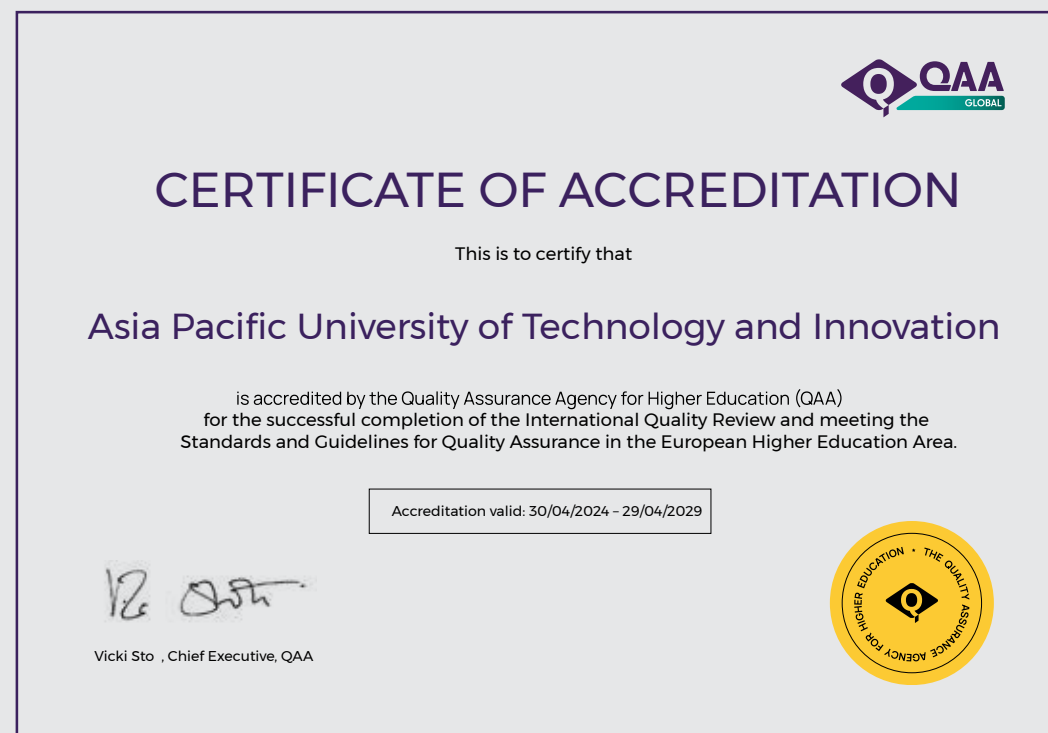 QAA
GLOBAL
CERTIFICATE OF ACCREDITATION
This is to certify that
Asia Pacific University of Technology and Innovation
is accredited by the Quality Assurance Agency for Higher Education (QAA)
for the successful completion of the International Quality Review and meeting the
Standards and Guidelines for Quality Assurance in the European Higher Education Area.
Accreditation valid: 30/04/2024 – 29/04/2029
Vicki Sto , Chief Executive, QAA
THE QUALITY ASSURANCE AGENCY FOR HIGHER EDUCATION •